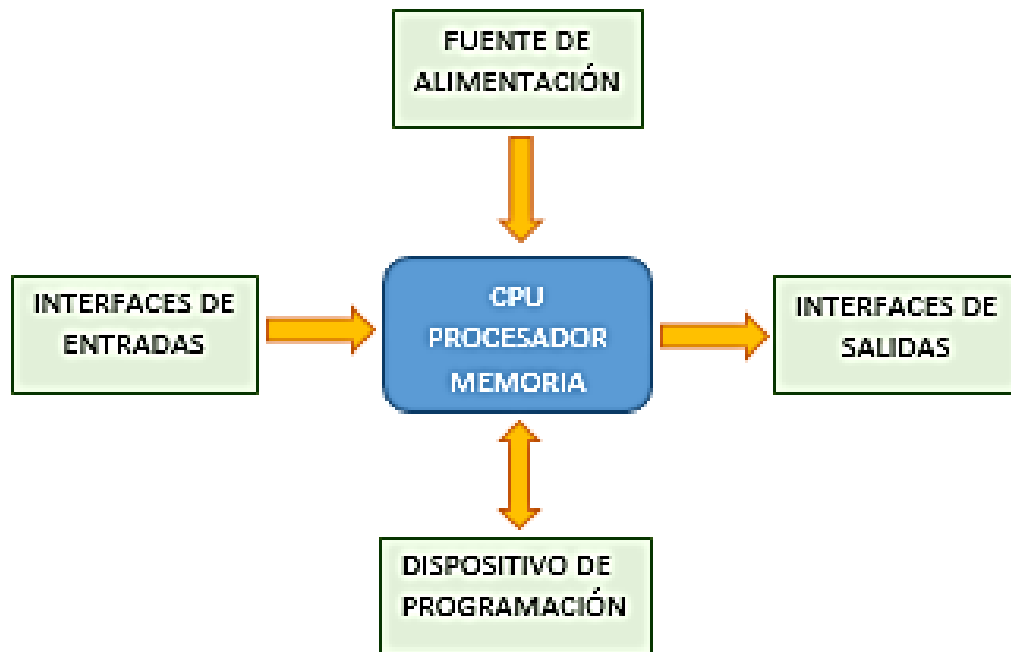 FUENTE DE
ALIMENTACIÓN
INTERFACES DE
ENTRADAS
CPU
PROCESADOR
MEMORIA
INTERFACES DE
SALIDAS
DISPOSITIVO DE
PROGRAMACIÓN